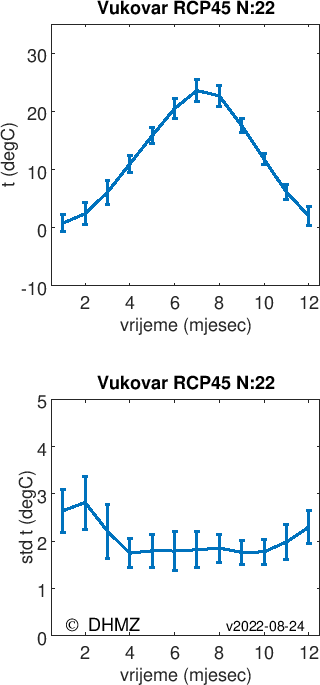 Vukovar RCP45 N:22
30
20
10
0
-10
t (degC)
2 4 6 8 10 12
vrijeme (mjesec)
Vukovar RCP45 N:22
5
4
3
2
1
0
std t (degC)
© DHMZ v2022-08-24
2 4 6 8 10 12
vrijeme (mjesec)